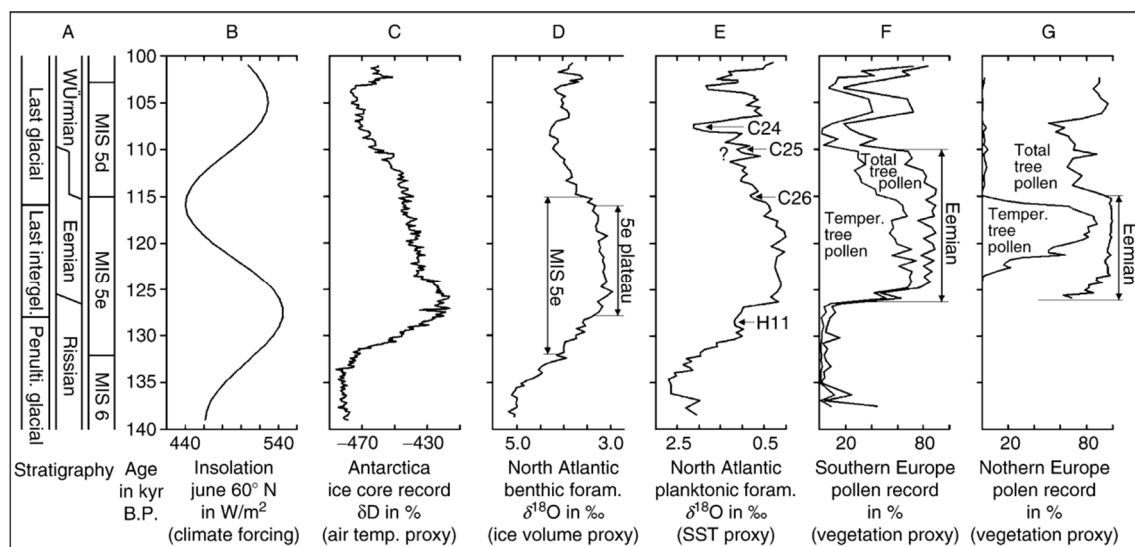 A B C D E F G
Last glacial
Last intergel.
Penulti. glacial
WÜrmian
Eemian
Rissian
MIS 5d
MIS 5e
MIS 6
100
105
110
115
120
125
130
135
140
440 540
−470 −430
MIS 5e
5e plateau
5.0 3.0
C24
C25
?
C26
H11
2.5 0.5
Total
tree
pollen
Temper.
tree
pollen
Eemian
20 80
Total
tree
pollen
Temper.
tree
pollen
Eemian
20 80
Stratigraphy
Age
in kyr
B.P.
Insolation
june 60° N
in W/m²
(climate forcing)
Antarctica
ice core record
δD in %
(air temp. proxy)
North Atlantic
benthic foram.
δ¹⁸O in ‰
(ice volume proxy)
North Atlantic
planktonic foram.
δ¹⁸O in ‰
(SST proxy)
Southern Europe
pollen record
in %
(vegetation proxy)
Nothern Europe
polen record
in %
(vegetation proxy)